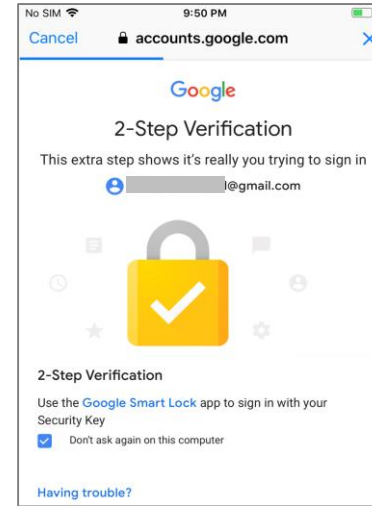 No SIM 9:50 PM
Cancel accounts.google.com
Google
2-Step Verification
This extra step shows it's really you trying to sign in
l@gmail.com
2-Step Verification
Use the Google Smart Lock app to sign in with your
Security Key
Don't ask again on this computer
Having trouble?